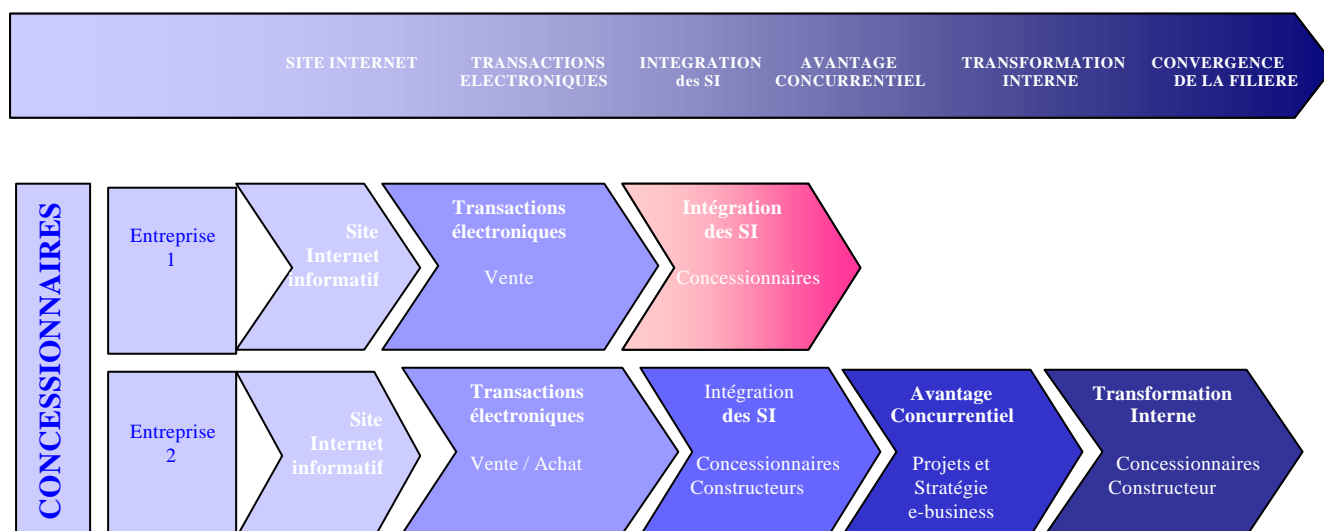 SITE INTERNET
TRANSACTIONS
ELECTRONIQUES
INTEGRATION
des SI
AVANTAGE
CONCURRENTIEL
TRANSFORMATION
INTERNE
CONVERGENCE
DE LA FILIERE
CONCESSIONNAIRES
Entreprise
1
Site
Internet
informatif
Transactions
électroniques
Vente
Intégration
des SI
Concessionnaires
Entreprise
2
Site
Internet
informatif
Transactions
électroniques
Vente / Achat
Intégration
des SI
Concessionnaires
Constructeurs
Avantage
Concurrentiel
Projets et
Stratégie
e-business
Transformation
Interne
Concessionnaires
Constructeur